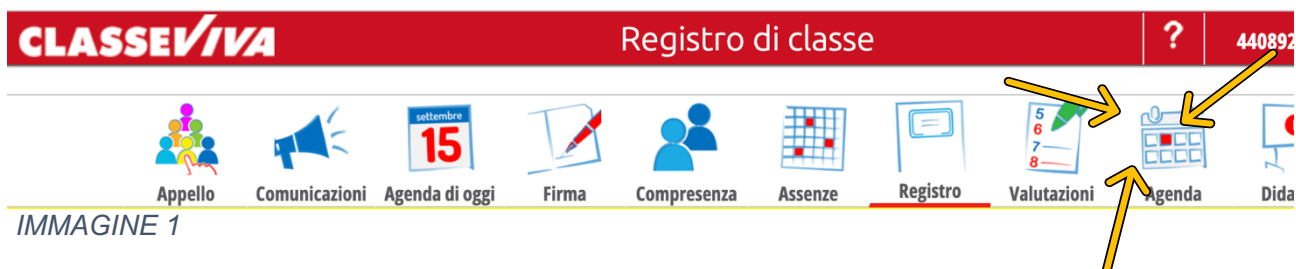 CLASSEVIVA Registro di classe ? 440892
settembre
15
5
6
7
8
Appello Comunicazioni Agenda di oggi Firma Compresenza Assenze Registro Valutazioni Agenda Dida
IMMAGINE 1